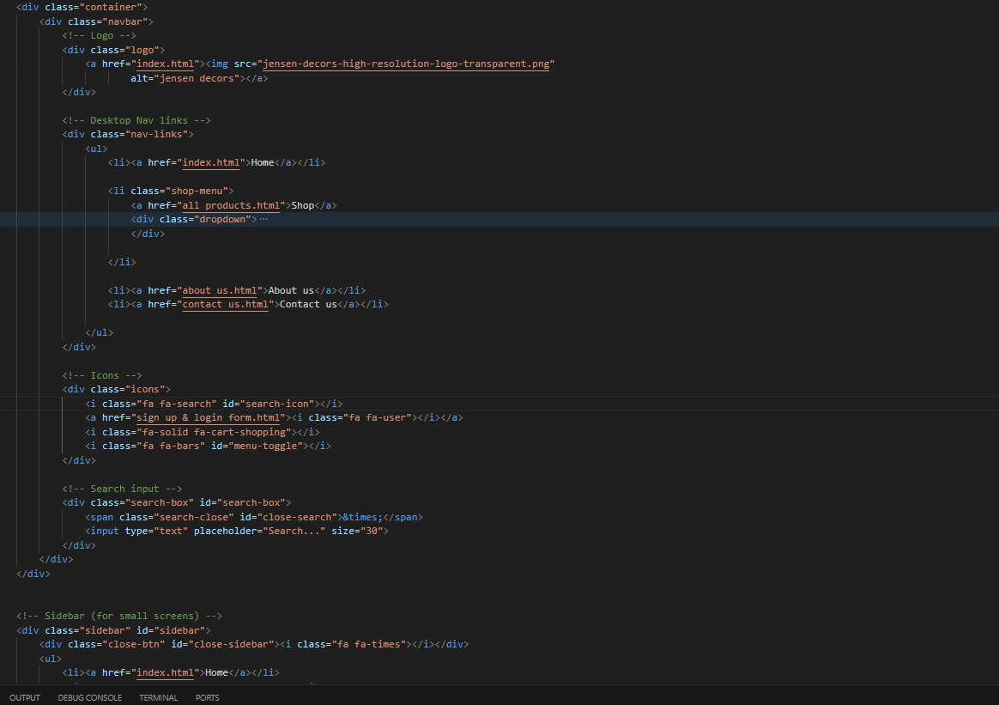 <div class="container">
<div class="navbar">
<!-- Logo -->
<div class="logo">
<a href="index.html"><img src="jensen-decors-high-resolution-logo-transparent.png"
alt="jensen decors"></a>
</div>
<!-- Desktop Nav links -->
<div class="nav-links">
<ul>
<li><a href="index.html">Home</a></li>
<li class="shop-menu">
<a href="all products.html">Shop</a>
<div class="dropdown">⋯
</div>
</li>
<li><a href="about us.html">About us</a></li>
<li><a href="contact us.html">Contact us</a></li>
</ul>
</div>
<!-- Icons -->
<div class="icons">
<i class="fa fa-search" id="search-icon"></i>
<a href="sign up & login form.html"><i class="fa fa-user"></i></a>
<i class="fa-solid fa-cart-shopping"></i>
<i class="fa fa-bars" id="menu-toggle"></i>
</div>
<!-- Search input -->
<div class="search-box" id="search-box">
<span class="search-close" id="close-search">&times;</span>
<input type="text" placeholder="Search..." size="30">
</div>
</div>
</div>
<!-- Sidebar (for small screens) -->
<div class="sidebar" id="sidebar">
<div class="close-btn" id="close-sidebar"><i class="fa fa-times"></i></div>
<ul>
<li><a href="index.html">Home</a></li>
OUTPUT DEBUG CONSOLE TERMINAL PORTS